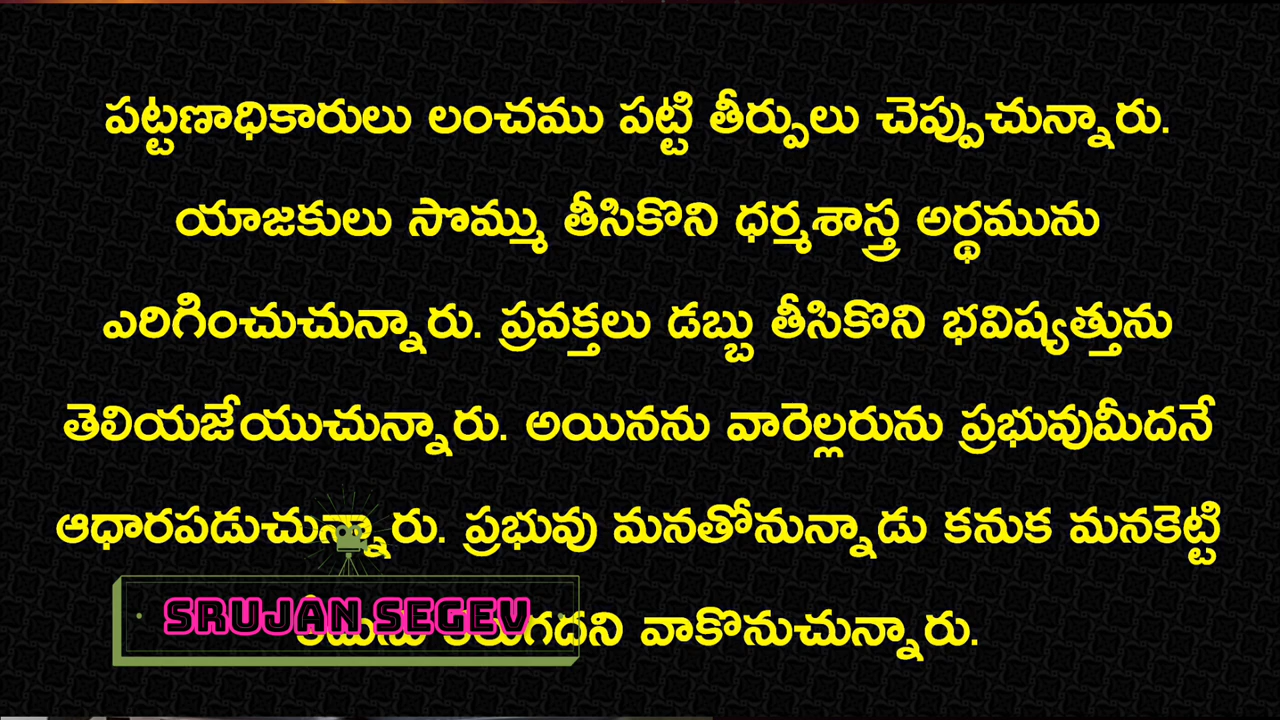 పట్టణాధికారులు లంచము పట్టి తీర్పులు చెప్పుచున్నారు.
యాజకులు సొమ్ము తీసికొని ధర్మశాస్త్ర అర్థమును
ఎరిగించుచున్నారు. ప్రవక్తలు డబ్బు తీసికొని భవిష్యత్తును
తెలియజేయుచున్నారు. అయినను వారెల్లరును ప్రభువుమీదనే
ఆధారపడుచున్నారు. ప్రభువు మనతోనున్నాడు కనుక మనకెట్టి
వాకొనుచున్నారు.
SRUJAN SEGEV